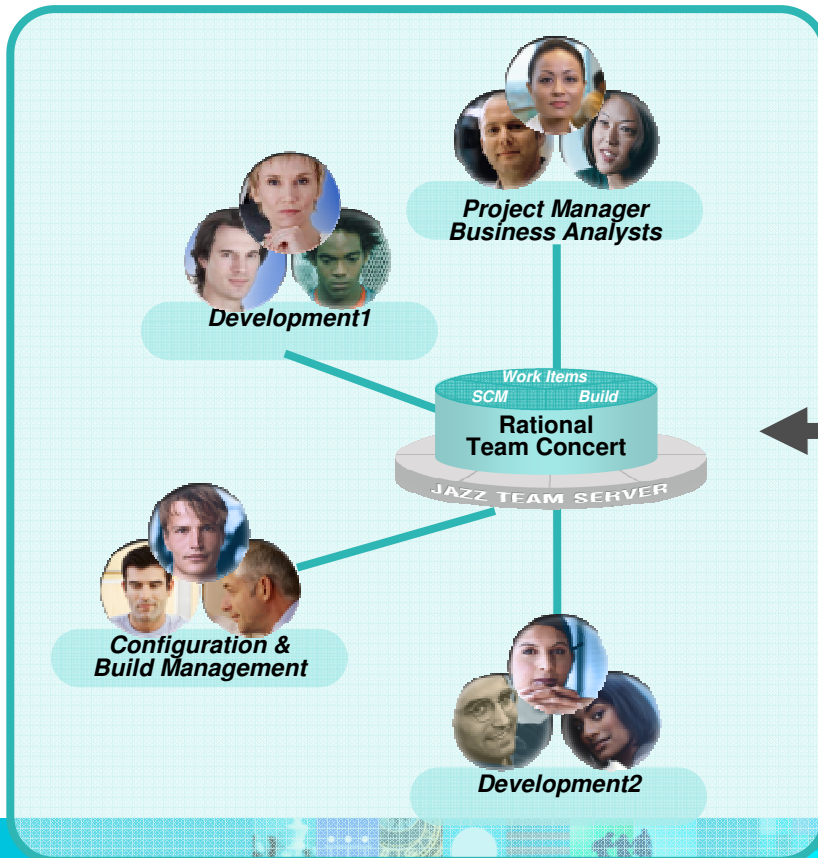 Project Manager
Business Analysts
Development1
Work Items
SCM Build
Rational
Team Concert
JAZZ TEAM SERVER
Configuration &
Build Management
Development2